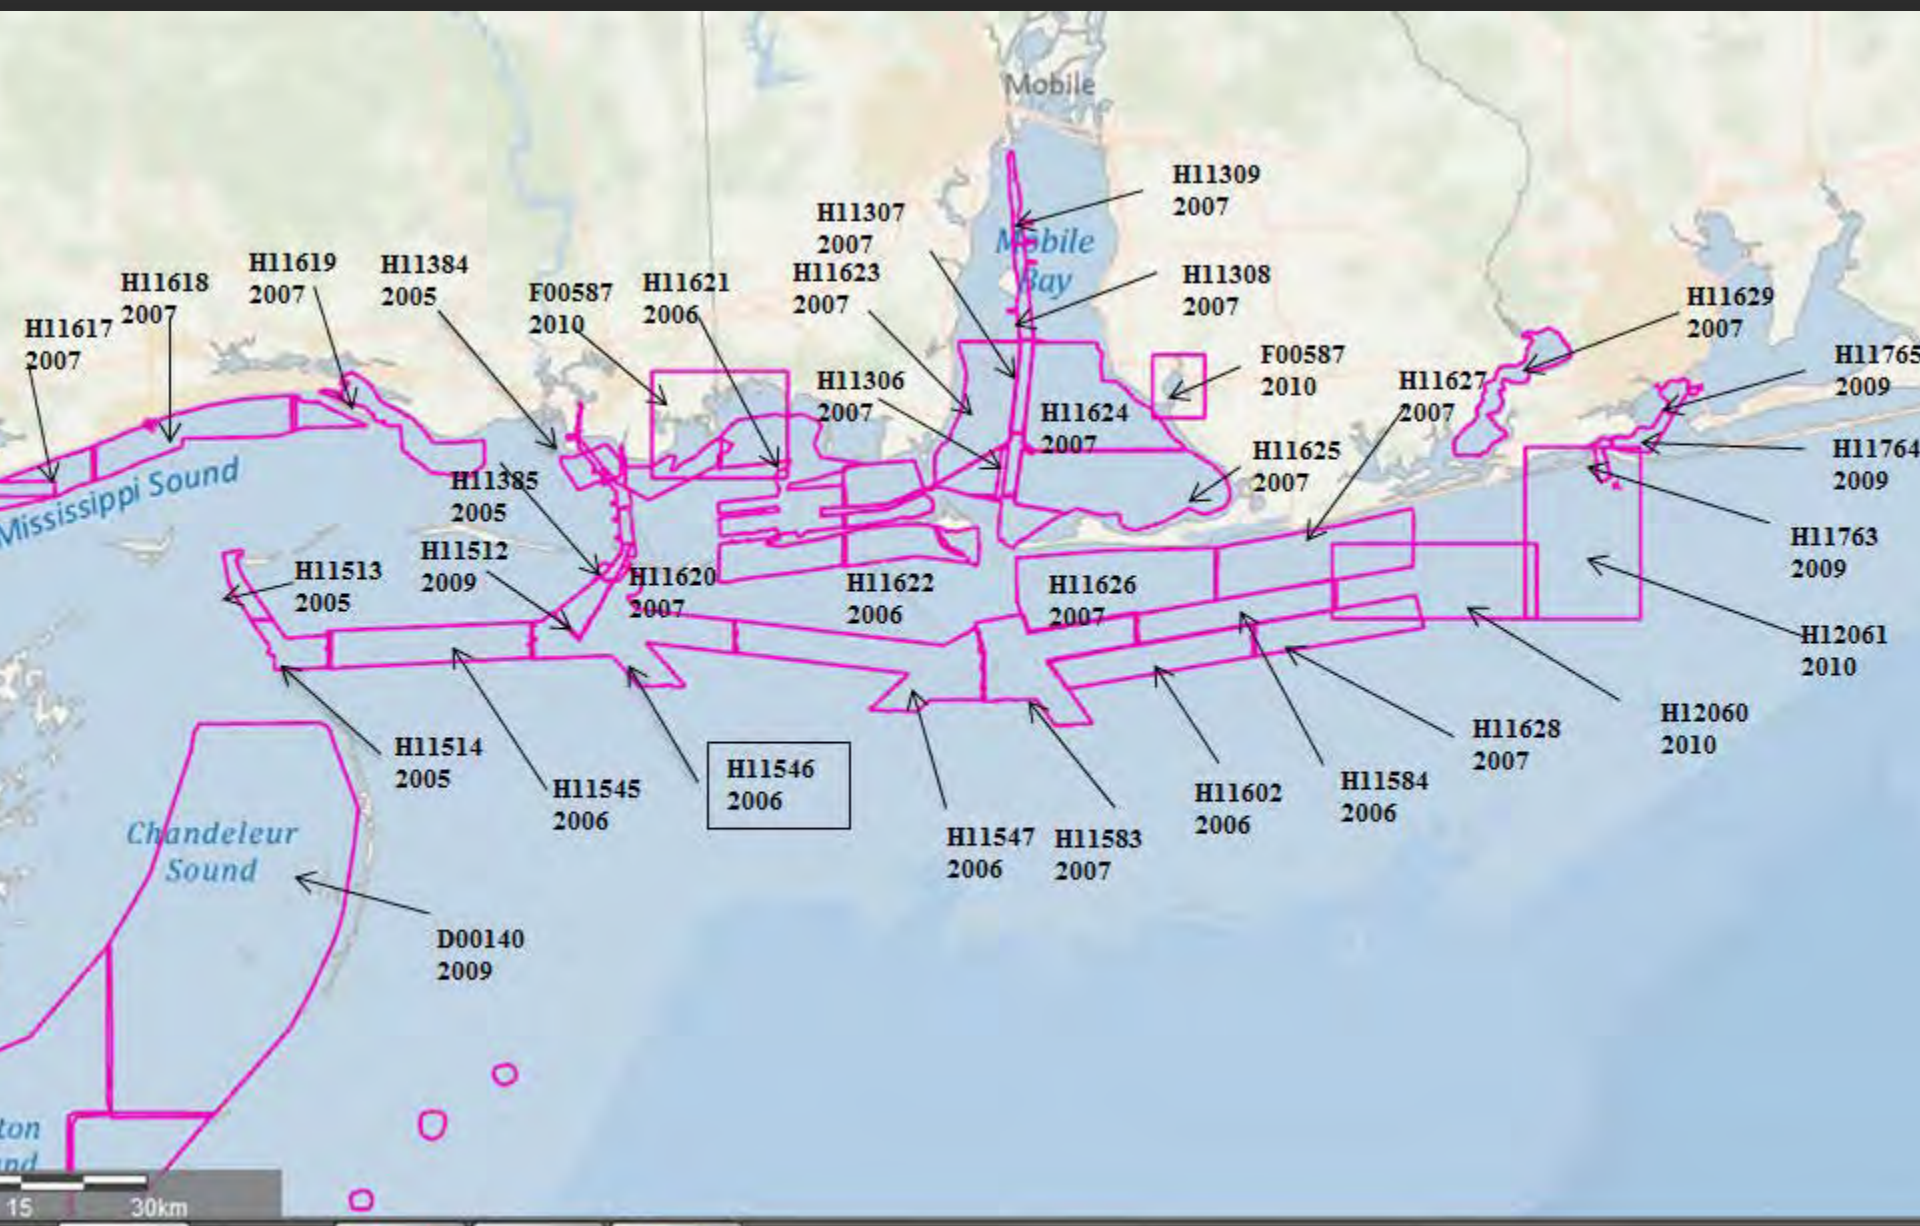 Mobile
H11309
2007
H11307
2007
Mobile
Bay
H11619
2007
H11384
2005
H11618
2007
F00587
2010
H11621
2006
H11623
2007
H11308
2007
H11629
2007
H11617
2007
F00587
2010
H11765
2009
H11306
2007
H11627
2007
H11624
2007
H11625
2007
H11764
2009
Mississippi Sound
H11385
2005
H11763
2009
H11513
2005
H11512
2009
H11620
2007
H11622
2006
H11626
2007
H12061
2010
H11514
2005
H11545
2006
H11546
2006
H11547
2006
H11583
2007
H11602
2006
H11584
2006
H11628
2007
H12060
2010
Chandeleur
Sound
D00140
2009
ton
nd
15 30km